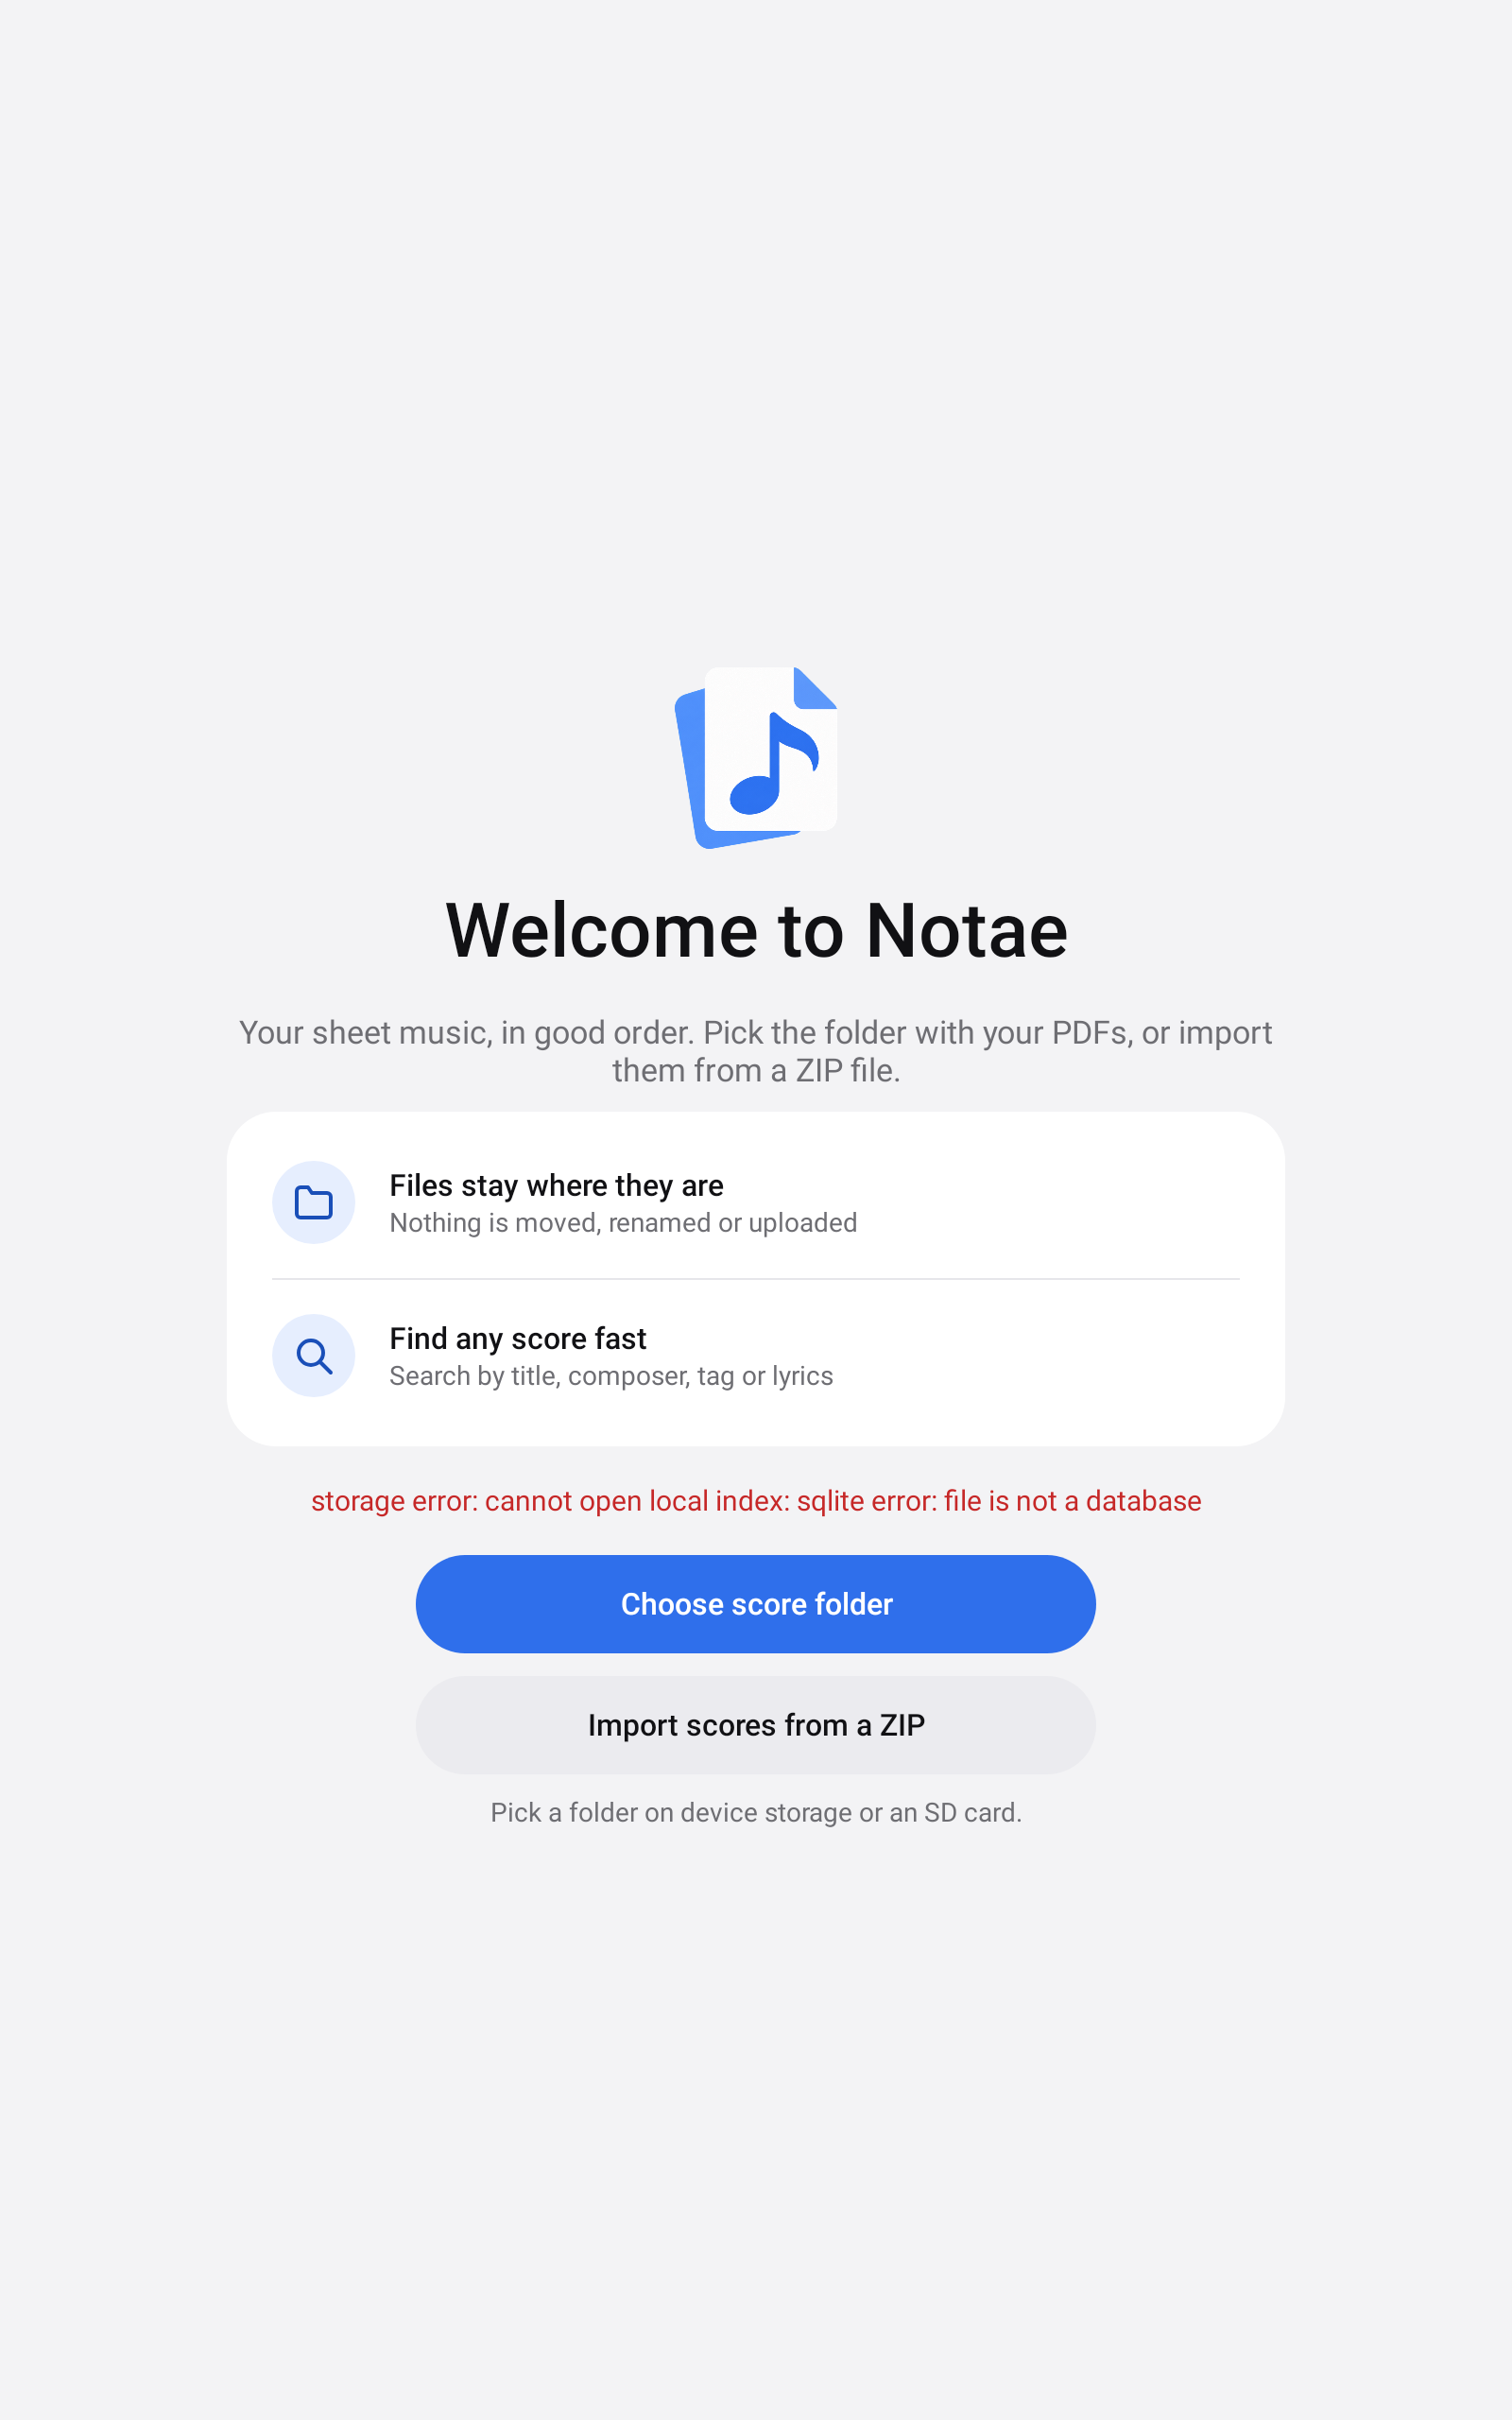 Welcome to Notae
Your sheet music, in good order. Pick the folder with your PDFs, or import
them from a ZIP file.
Files stay where they are
Nothing is moved, renamed or uploaded
Find any score fast
Search by title, composer, tag or lyrics
storage error: cannot open local index: sqlite error: file is not a database
Choose score folder
Import scores from a ZIP
Pick a folder on device storage or an SD card.